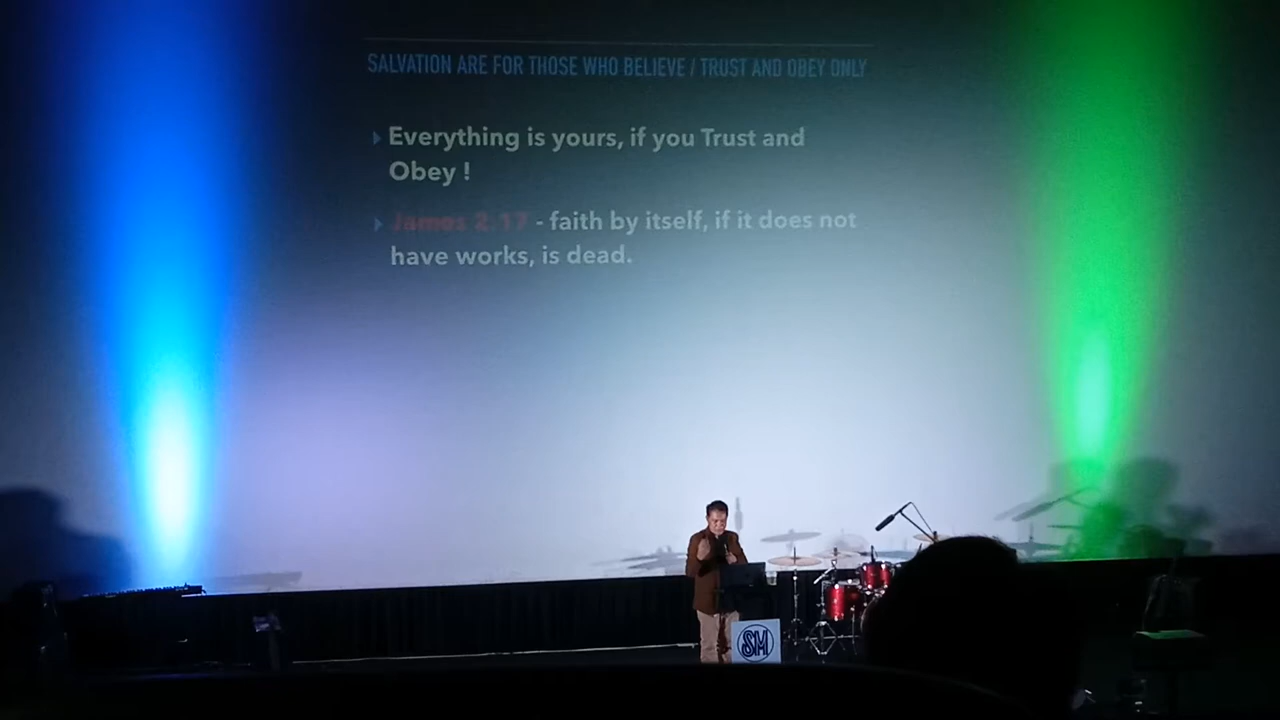 SALVATION ARE FOR THOSE WHO BELIEVE / TRUST AND OBEY ONLY
Everything is yours, if you Trust and
Obey !
James 2:17 - faith by itself, if it does not
have works, is dead.
SM